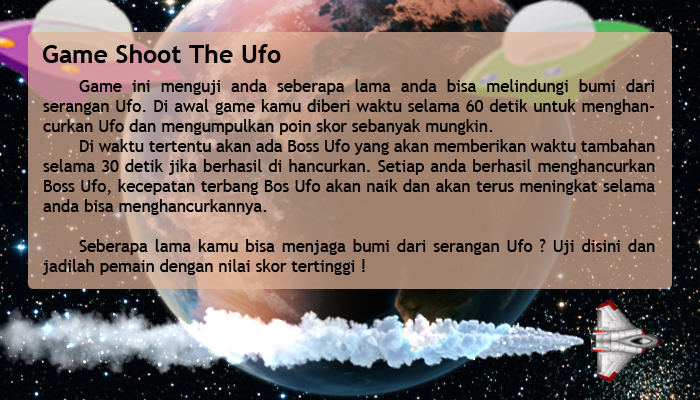 Game Shoot The Ufo
Game ini menguji anda seberapa lama anda bisa melindungi bumi dari
serangan Ufo. Di awal game kamu diberi waktu selama 60 detik untuk menghan-
curkan Ufo dan mengumpulkan poin skor sebanyak mungkin.
Di waktu tertentu akan ada Boss Ufo yang akan memberikan waktu tambahan
selama 30 detik jika berhasil di hancurkan. Setiap anda berhasil menghancurkan
Boss Ufo, kecepatan terbang Bos Ufo akan naik dan akan terus meningkat selama
anda bisa menghancurkannya.
Seberapa lama kamu bisa menjaga bumi dari serangan Ufo ? Uji disini dan
jadilah pemain dengan nilai skor tertinggi !